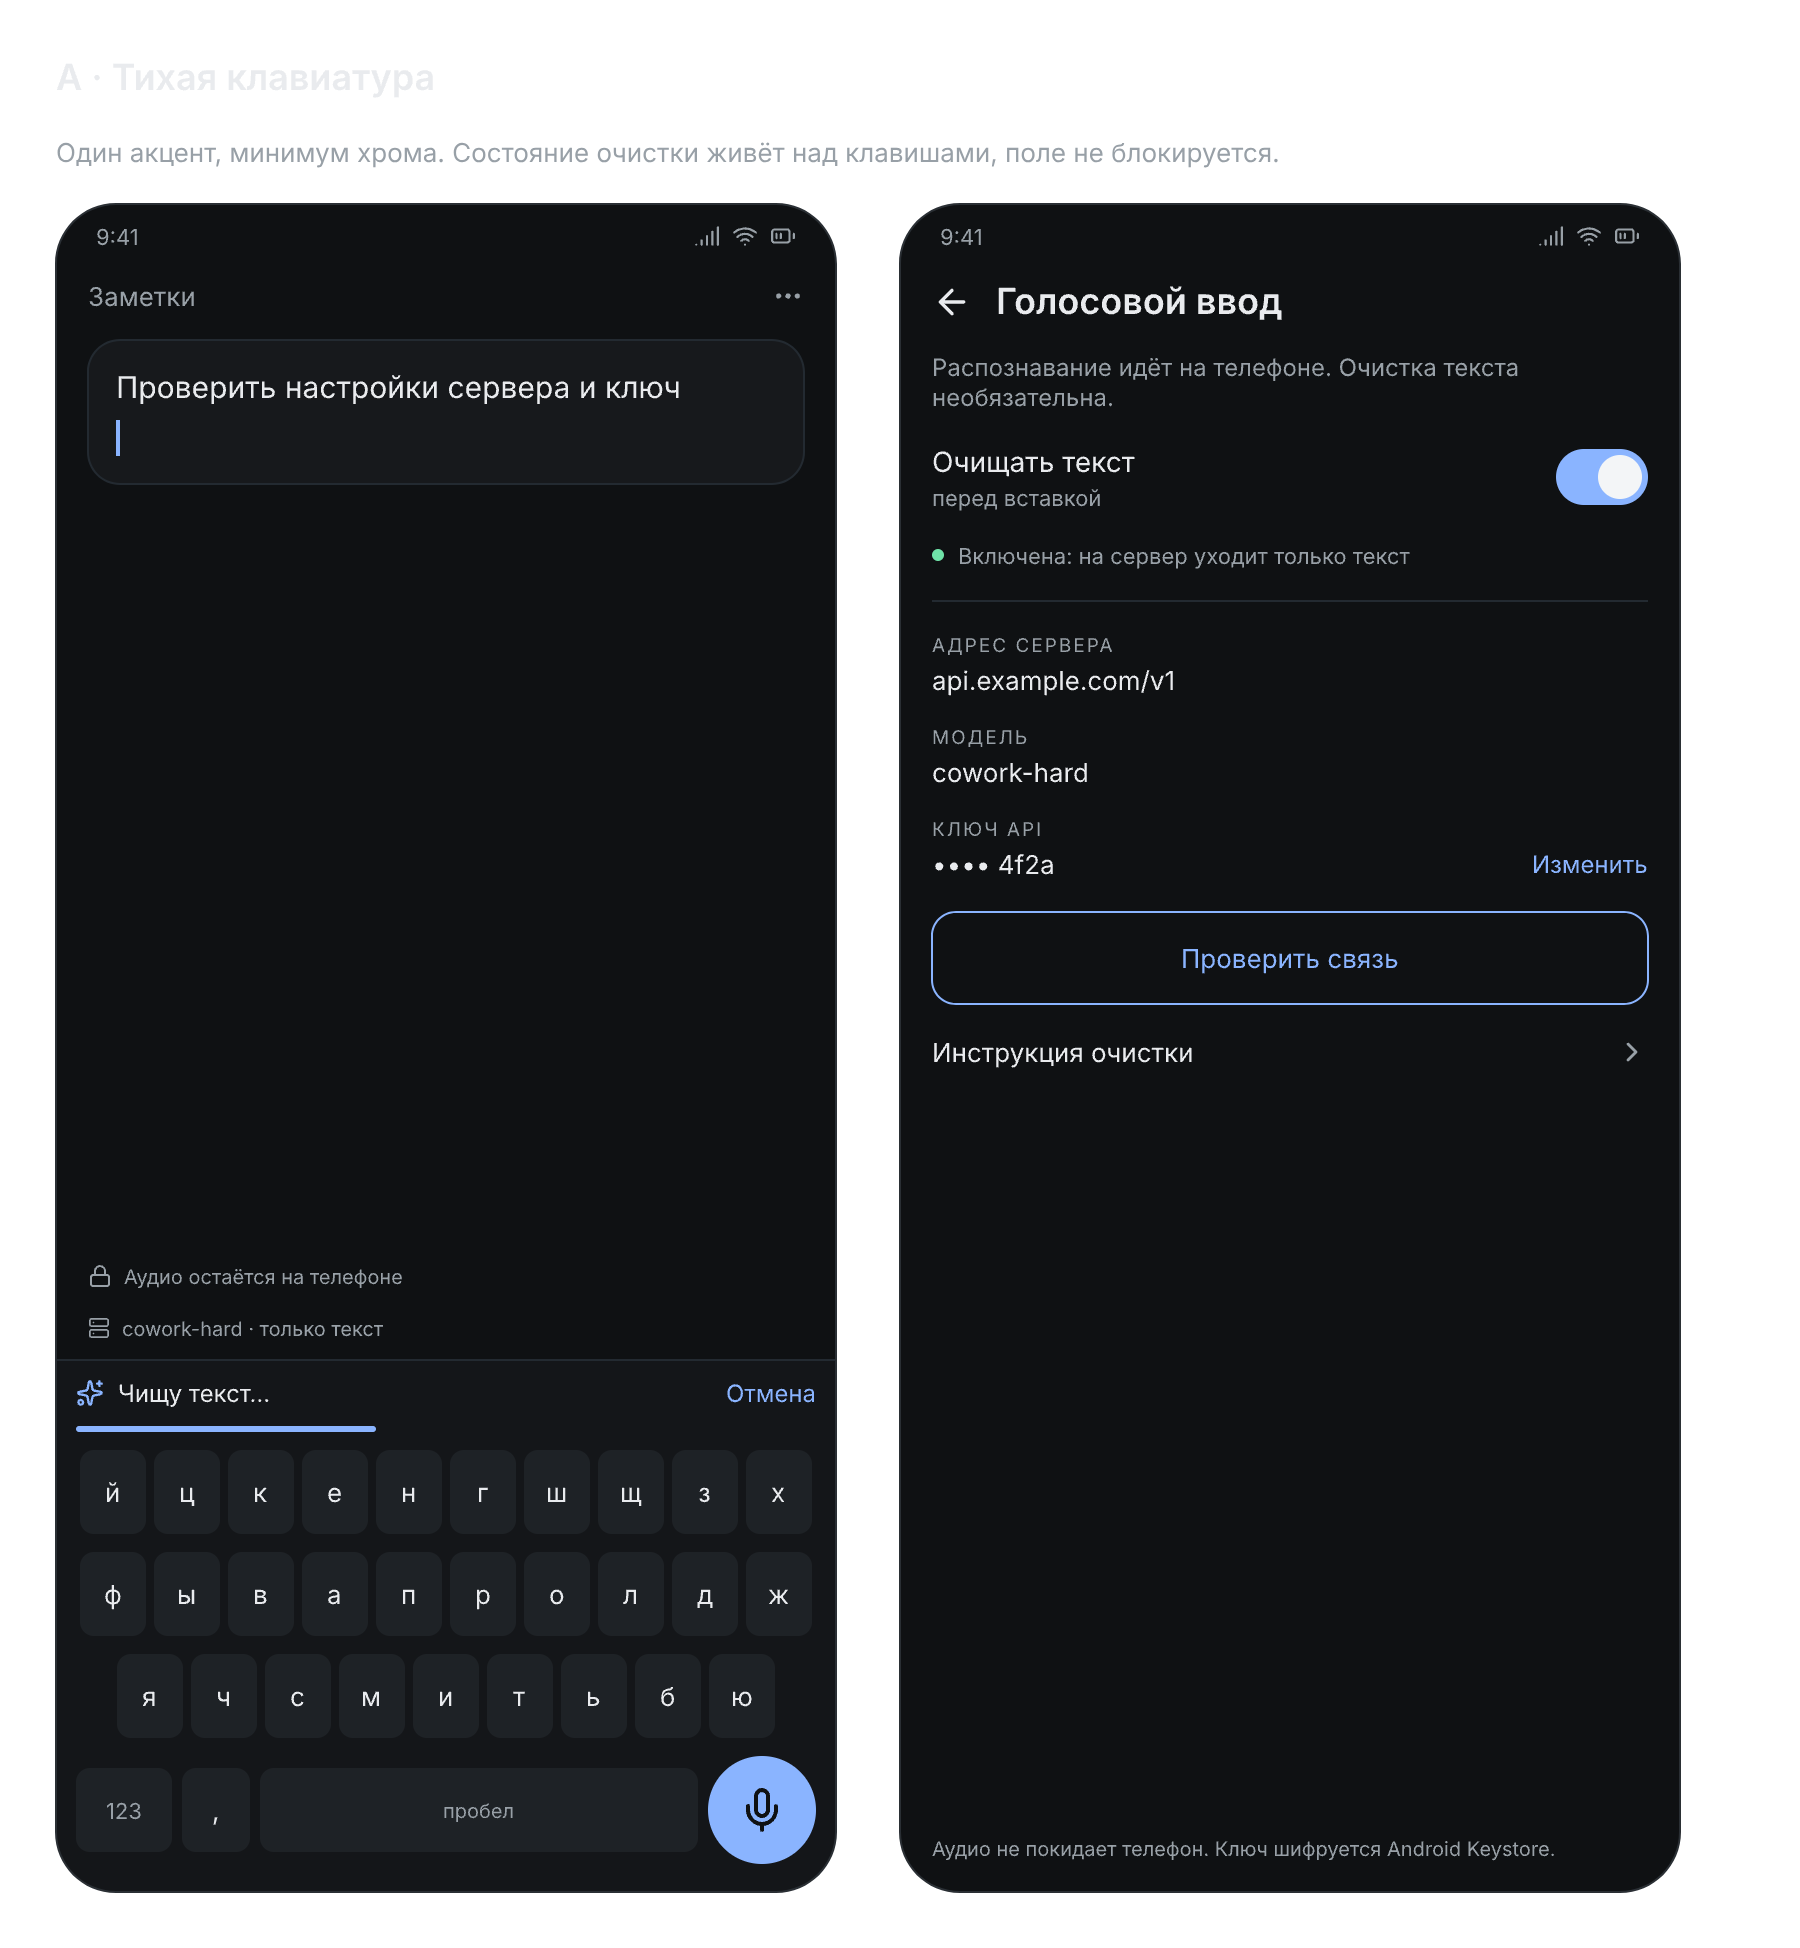 A · Тихая клавиатура
Один акцент, минимум хрома. Состояние очистки живёт над клавишами, поле не блокируется.
9:41
Заметки
Проверить настройки сервера и ключ
Аудио остаётся на телефоне
cowork-hard · только текст
Чищу текст... Отмена
й ц к е н г ш щ з х
ф ы в а п р о л д ж
я ч с м и т ь б ю
123 , пробел
9:41
Голосовой ввод
Распознавание идёт на телефоне. Очистка текста
необязательна.
Очищать текст
перед вставкой
Включена: на сервер уходит только текст
АДРЕС СЕРВЕРА
api.example.com/v1
МОДЕЛЬ
cowork-hard
КЛЮЧ API
•••• 4f2a Изменить
Проверить связь
Инструкция очистки
Аудио не покидает телефон. Ключ шифруется Android Keystore.